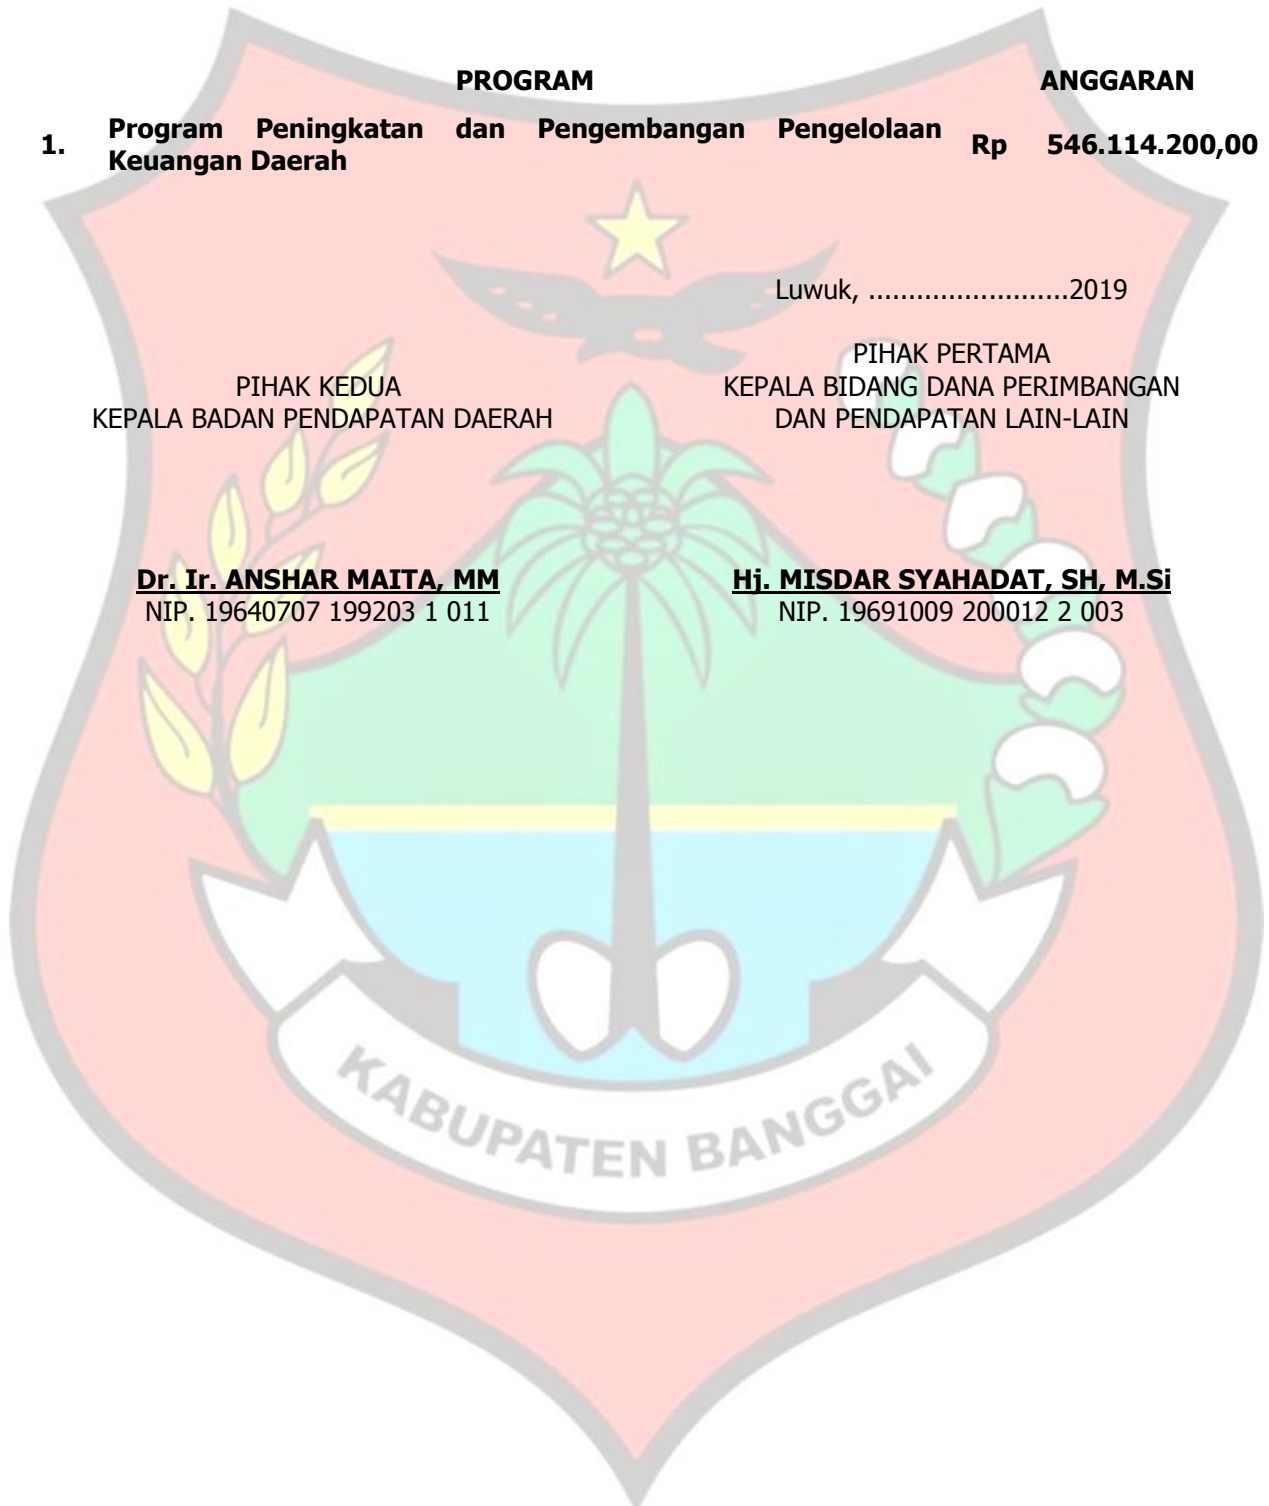 PROGRAM ANGGARAN
1. Program Peningkatan dan Pengembangan Pengelolaan Keuangan Daerah Rp 546.114.200,00
Luwuk, .........................2019
PIHAK KEDUA
KEPALA BADAN PENDAPATAN DAERAH
PIHAK PERTAMA
KEPALA BIDANG DANA PERIMBANGAN
DAN PENDAPATAN LAIN-LAIN
Dr. Ir. ANSHAR MAITA, MM
NIP. 19640707 199203 1 011
Hj. MISDAR SYAHADAT, SH, M.Si
NIP. 19691009 200012 2 003
KABUPATEN BANGGAI